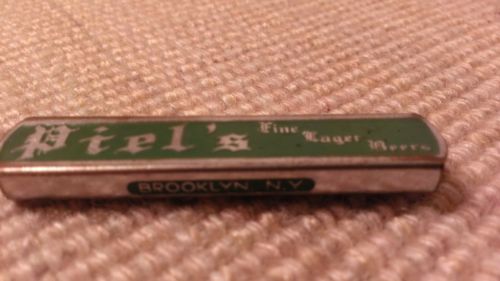 Piel's Fine Lager Beers
BROOKLYN, N.Y.